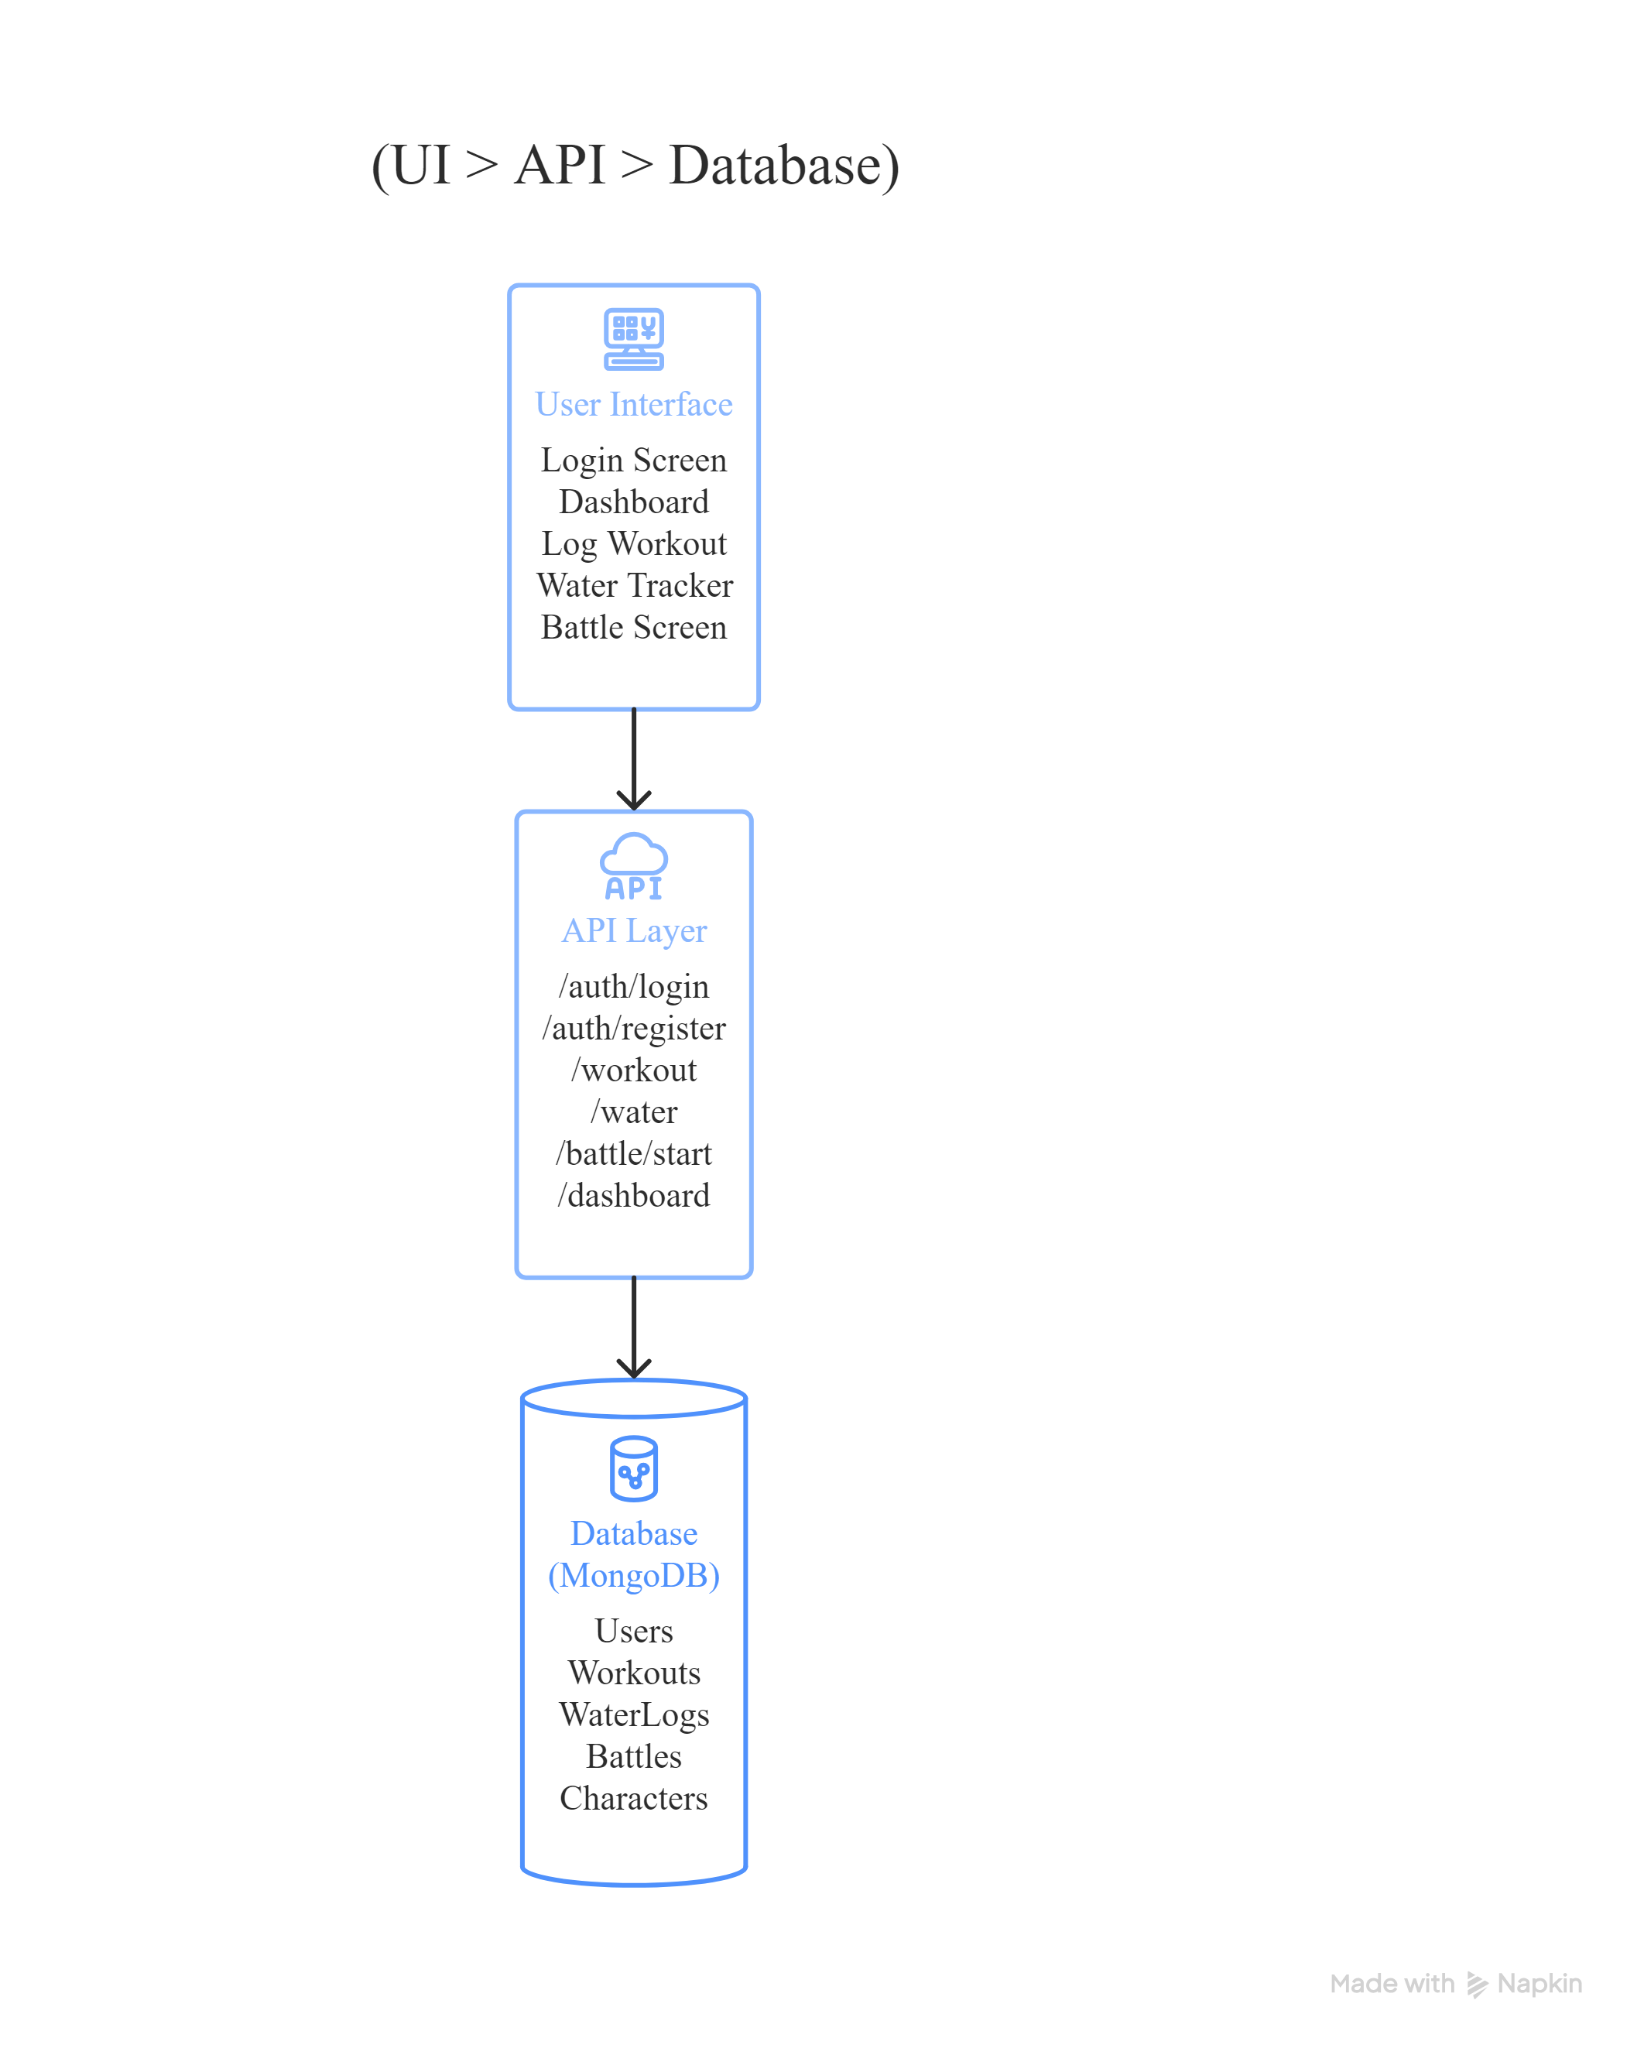 (UI > API > Database)
User Interface
Login Screen
Dashboard
Log Workout
Water Tracker
Battle Screen
API
API Layer
/auth/login
/auth/register
/workout
/water
/battle/start
/dashboard
Database
(MongoDB)
Users
Workouts
WaterLogs
Battles
Characters
Made with Napkin